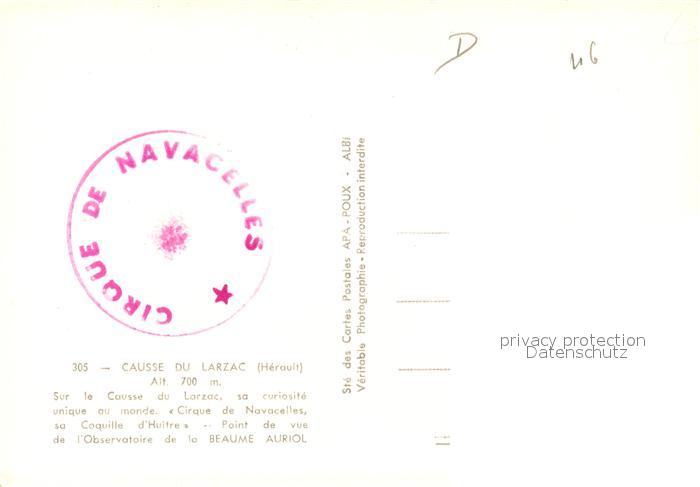 D
46
CIRQUE DE NAVACELLES
305 — CAUSSE DU LARZAC (Hérault)
Alt. 700 m.
Sur le Causse du Larzac, sa curiosité
unique au monde. « Cirque de Navacelles,
sa Coquille d'Huître » -- Point de vue
de l'Observatoire de la BEAUME AURIOL
Sté des Cartes Postales APA-POUX - ALBI
Véritable Photographie - Reproduction interdite
privacy protection
Datenschutz